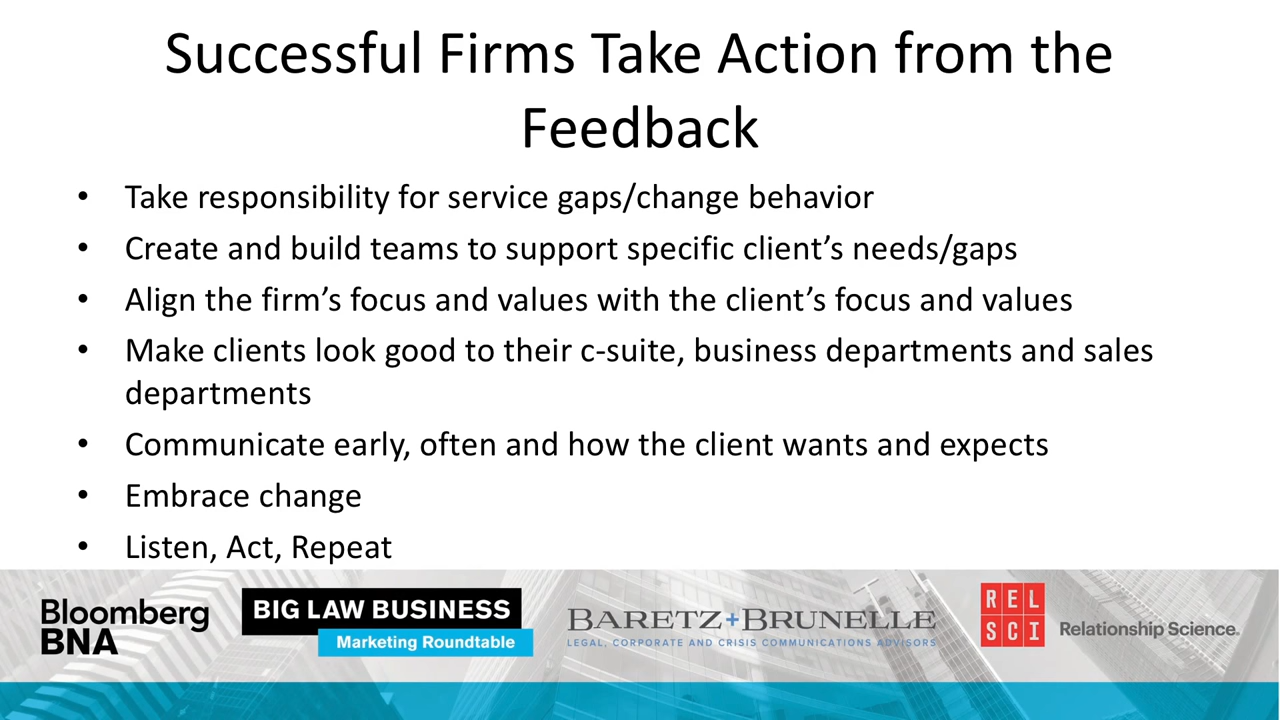 Successful Firms Take Action from the
Feedback
• Take responsibility for service gaps/change behavior
• Create and build teams to support specific client’s needs/gaps
• Align the firm’s focus and values with the client’s focus and values
• Make clients look good to their c-suite, business departments and sales
departments
• Communicate early, often and how the client wants and expects
• Embrace change
• Listen, Act, Repeat
Bloomberg
BNA
BIG LAW BUSINESS
Marketing Roundtable
BARETZ+BRUNELLE
LEGAL, CORPORATE AND CRISIS COMMUNICATIONS ADVISORS
REL
SCI
Relationship Science.